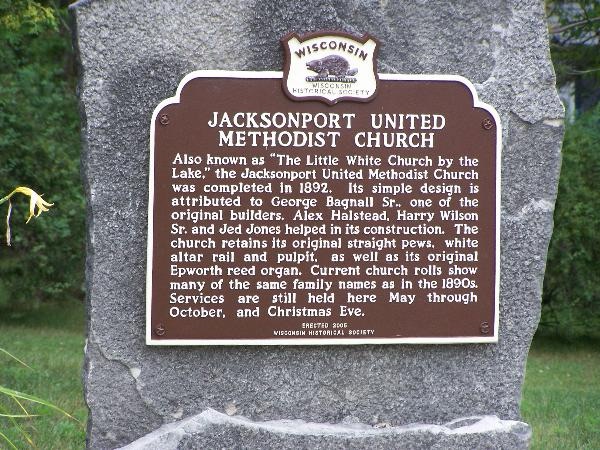 WISCONSIN
WISCONSIN
HISTORICAL SOCIETY
JACKSONPORT UNITED
METHODIST CHURCH
Also known as "The Little White Church by the
Lake," the Jacksonport United Methodist Church
was completed in 1892. Its simple design is
attributed to George Bagnall Sr., one of the
original builders. Alex Halstead, Harry Wilson
Sr. and Jed Jones helped in its construction. The
church retains its original straight pews, white
altar rail and pulpit, as well as its original
Epworth reed organ. Current church rolls show
many of the same family names as in the 1890s.
Services are still held here May through
October, and Christmas Eve.
ERECTED 2005
WISCONSIN HISTORICAL SOCIETY